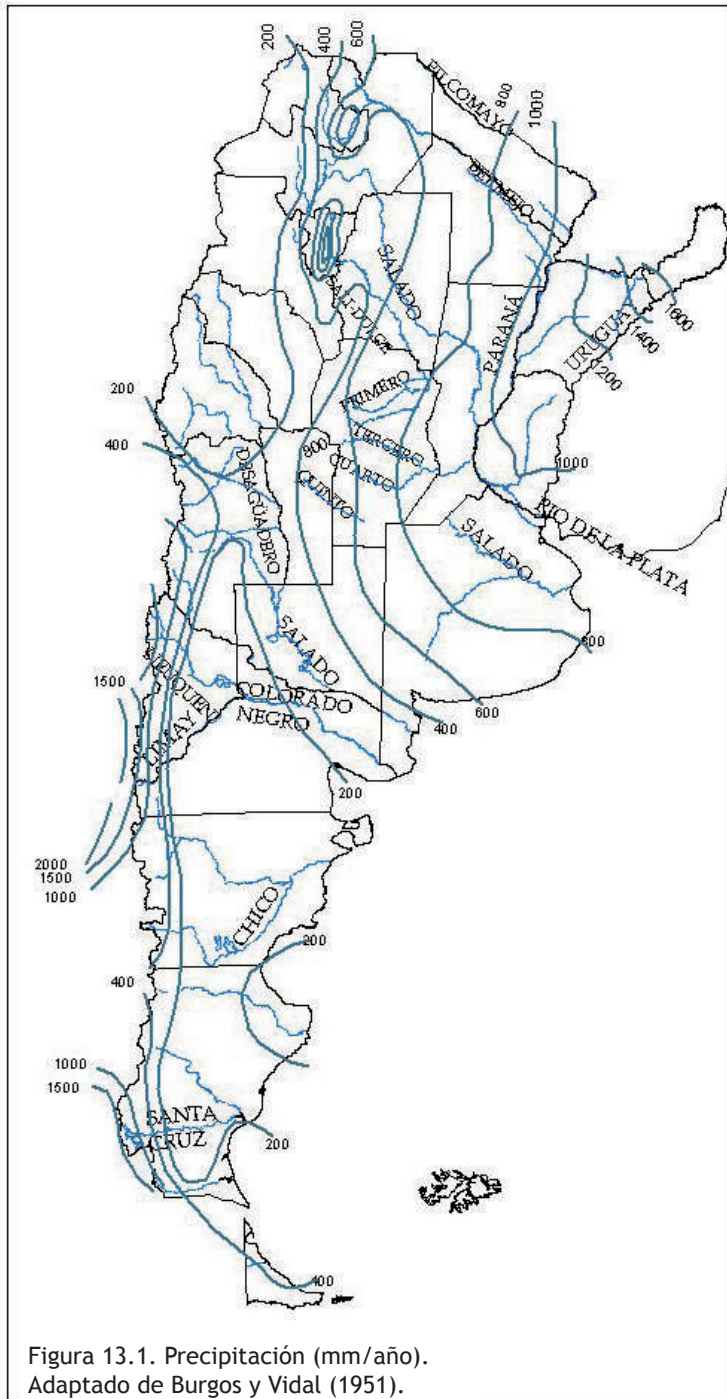 200
400
600
PILCOMAYO
800
1000
BERMEJO
SALADO
SALI-DULCE
PARANÁ
URUGUAY
1600
1400
1200
PRIMERO
200
400
800
TERCERO
CUARTO
QUINTO
DESAGÜADERO
1000
RIO DE LA PLATA
SALADO
SALADO
800
1500
NEUQUEN
COLORADO
NEGRO
LIMAY
600
400
200
2000
1500
1000
CHICO
200
400
1000
1500
SANTA
CRUZ
200
400
Figura 13.1. Precipitación (mm/año).
Adaptado de Burgos y Vidal (1951).